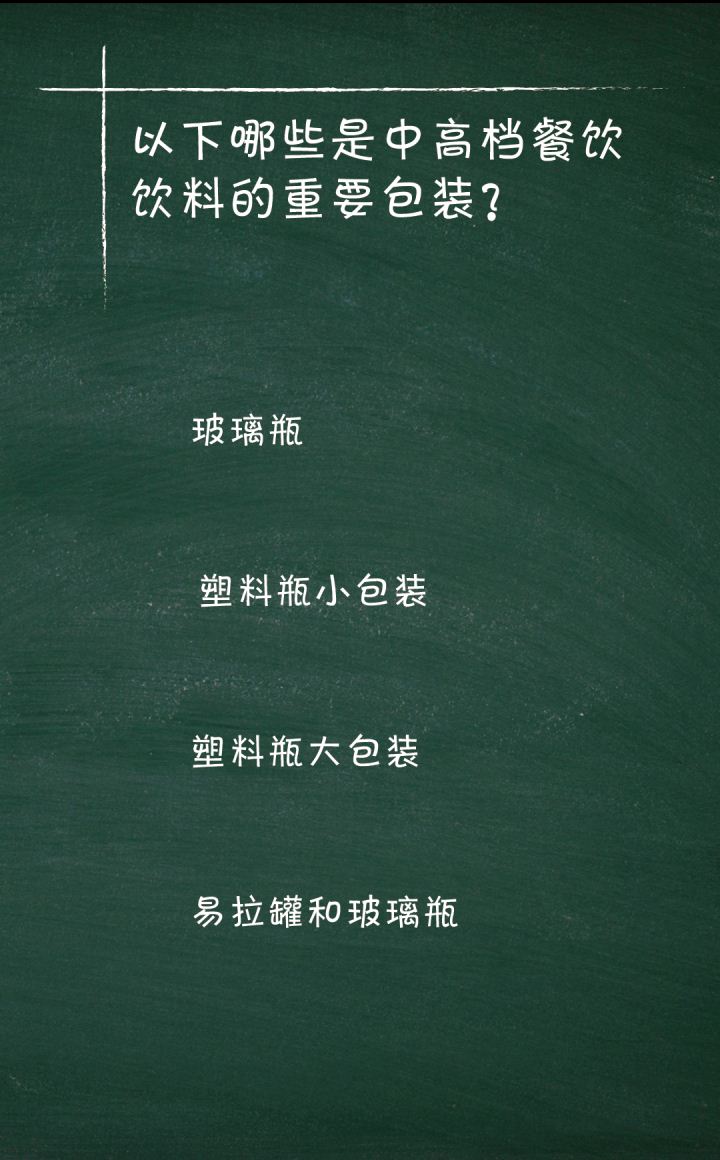 以下哪些是中高档餐饮
饮料的重要包装?
玻璃瓶
塑料瓶小包装
塑料瓶大包装
易拉罐和玻璃瓶